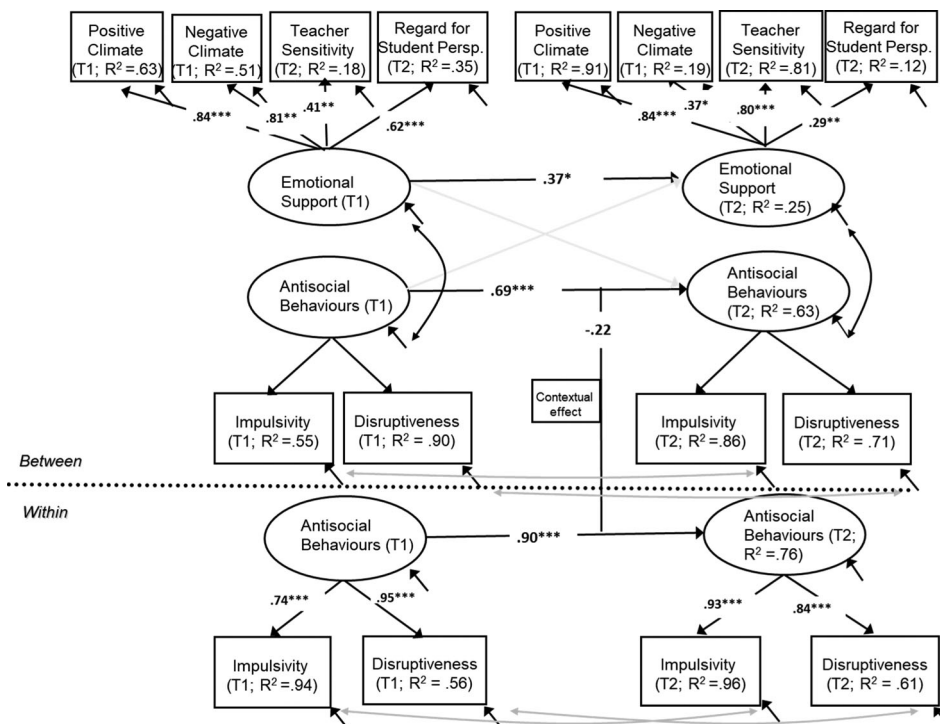 Positive
Climate
(T1; R² =.63)
Negative
Climate
(T1; R² =.51)
Teacher
Sensitivity
(T2; R² =.18)
Regard for
Student Persp.
(T2; R² =.35)
Positive
Climate
(T1; R² =.91)
Negative
Climate
(T1; R² =.19)
Teacher
Sensitivity
(T2; R² =.81)
Regard for
Student Persp.
(T2; R² =.12)
.84***
.81**
.41**
.62***
.84***
.37*
.80***
.29**
Emotional
Support (T1)
.37*
Emotional
Support
(T2; R² =.25)
Antisocial
Behaviours (T1)
.69***
Antisocial
Behaviours
(T2; R² =.63)
-.22
Contextual
effect
Impulsivity
(T1; R² =.55)
Disruptiveness
(T1; R² =.90)
Impulsivity
(T2; R² =.86)
Disruptiveness
(T2; R² =.71)
Between
Within
Antisocial
Behaviours (T1)
.90***
Antisocial
Behaviours (T2;
R² =.76)
.74***
.95***
.93***
.84***
Impulsivity
(T1; R² =.94)
Disruptiveness
(T1; R² =.56)
Impulsivity
(T2; R² =.96)
Disruptiveness
(T2; R² =.61)